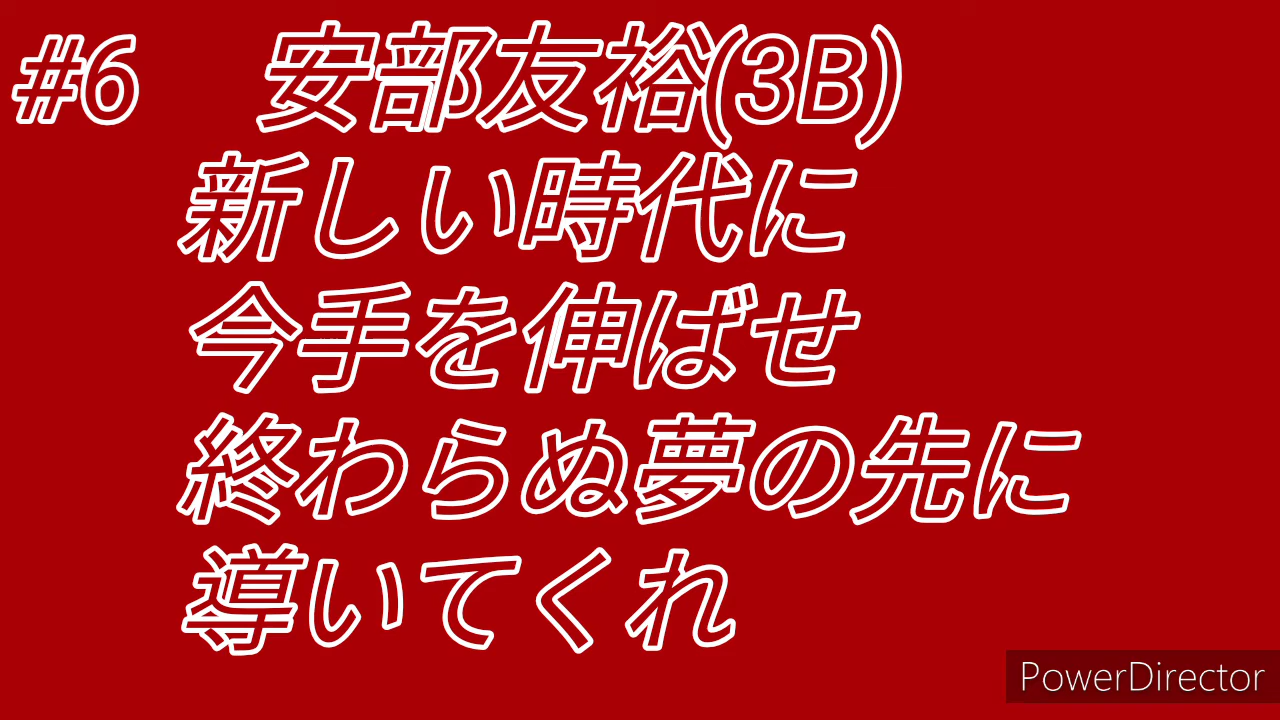 #6 安部友裕(3B)
新しい時代に
今手を伸ばせ
終わらぬ夢の先に
導いてくれ
PowerDirector